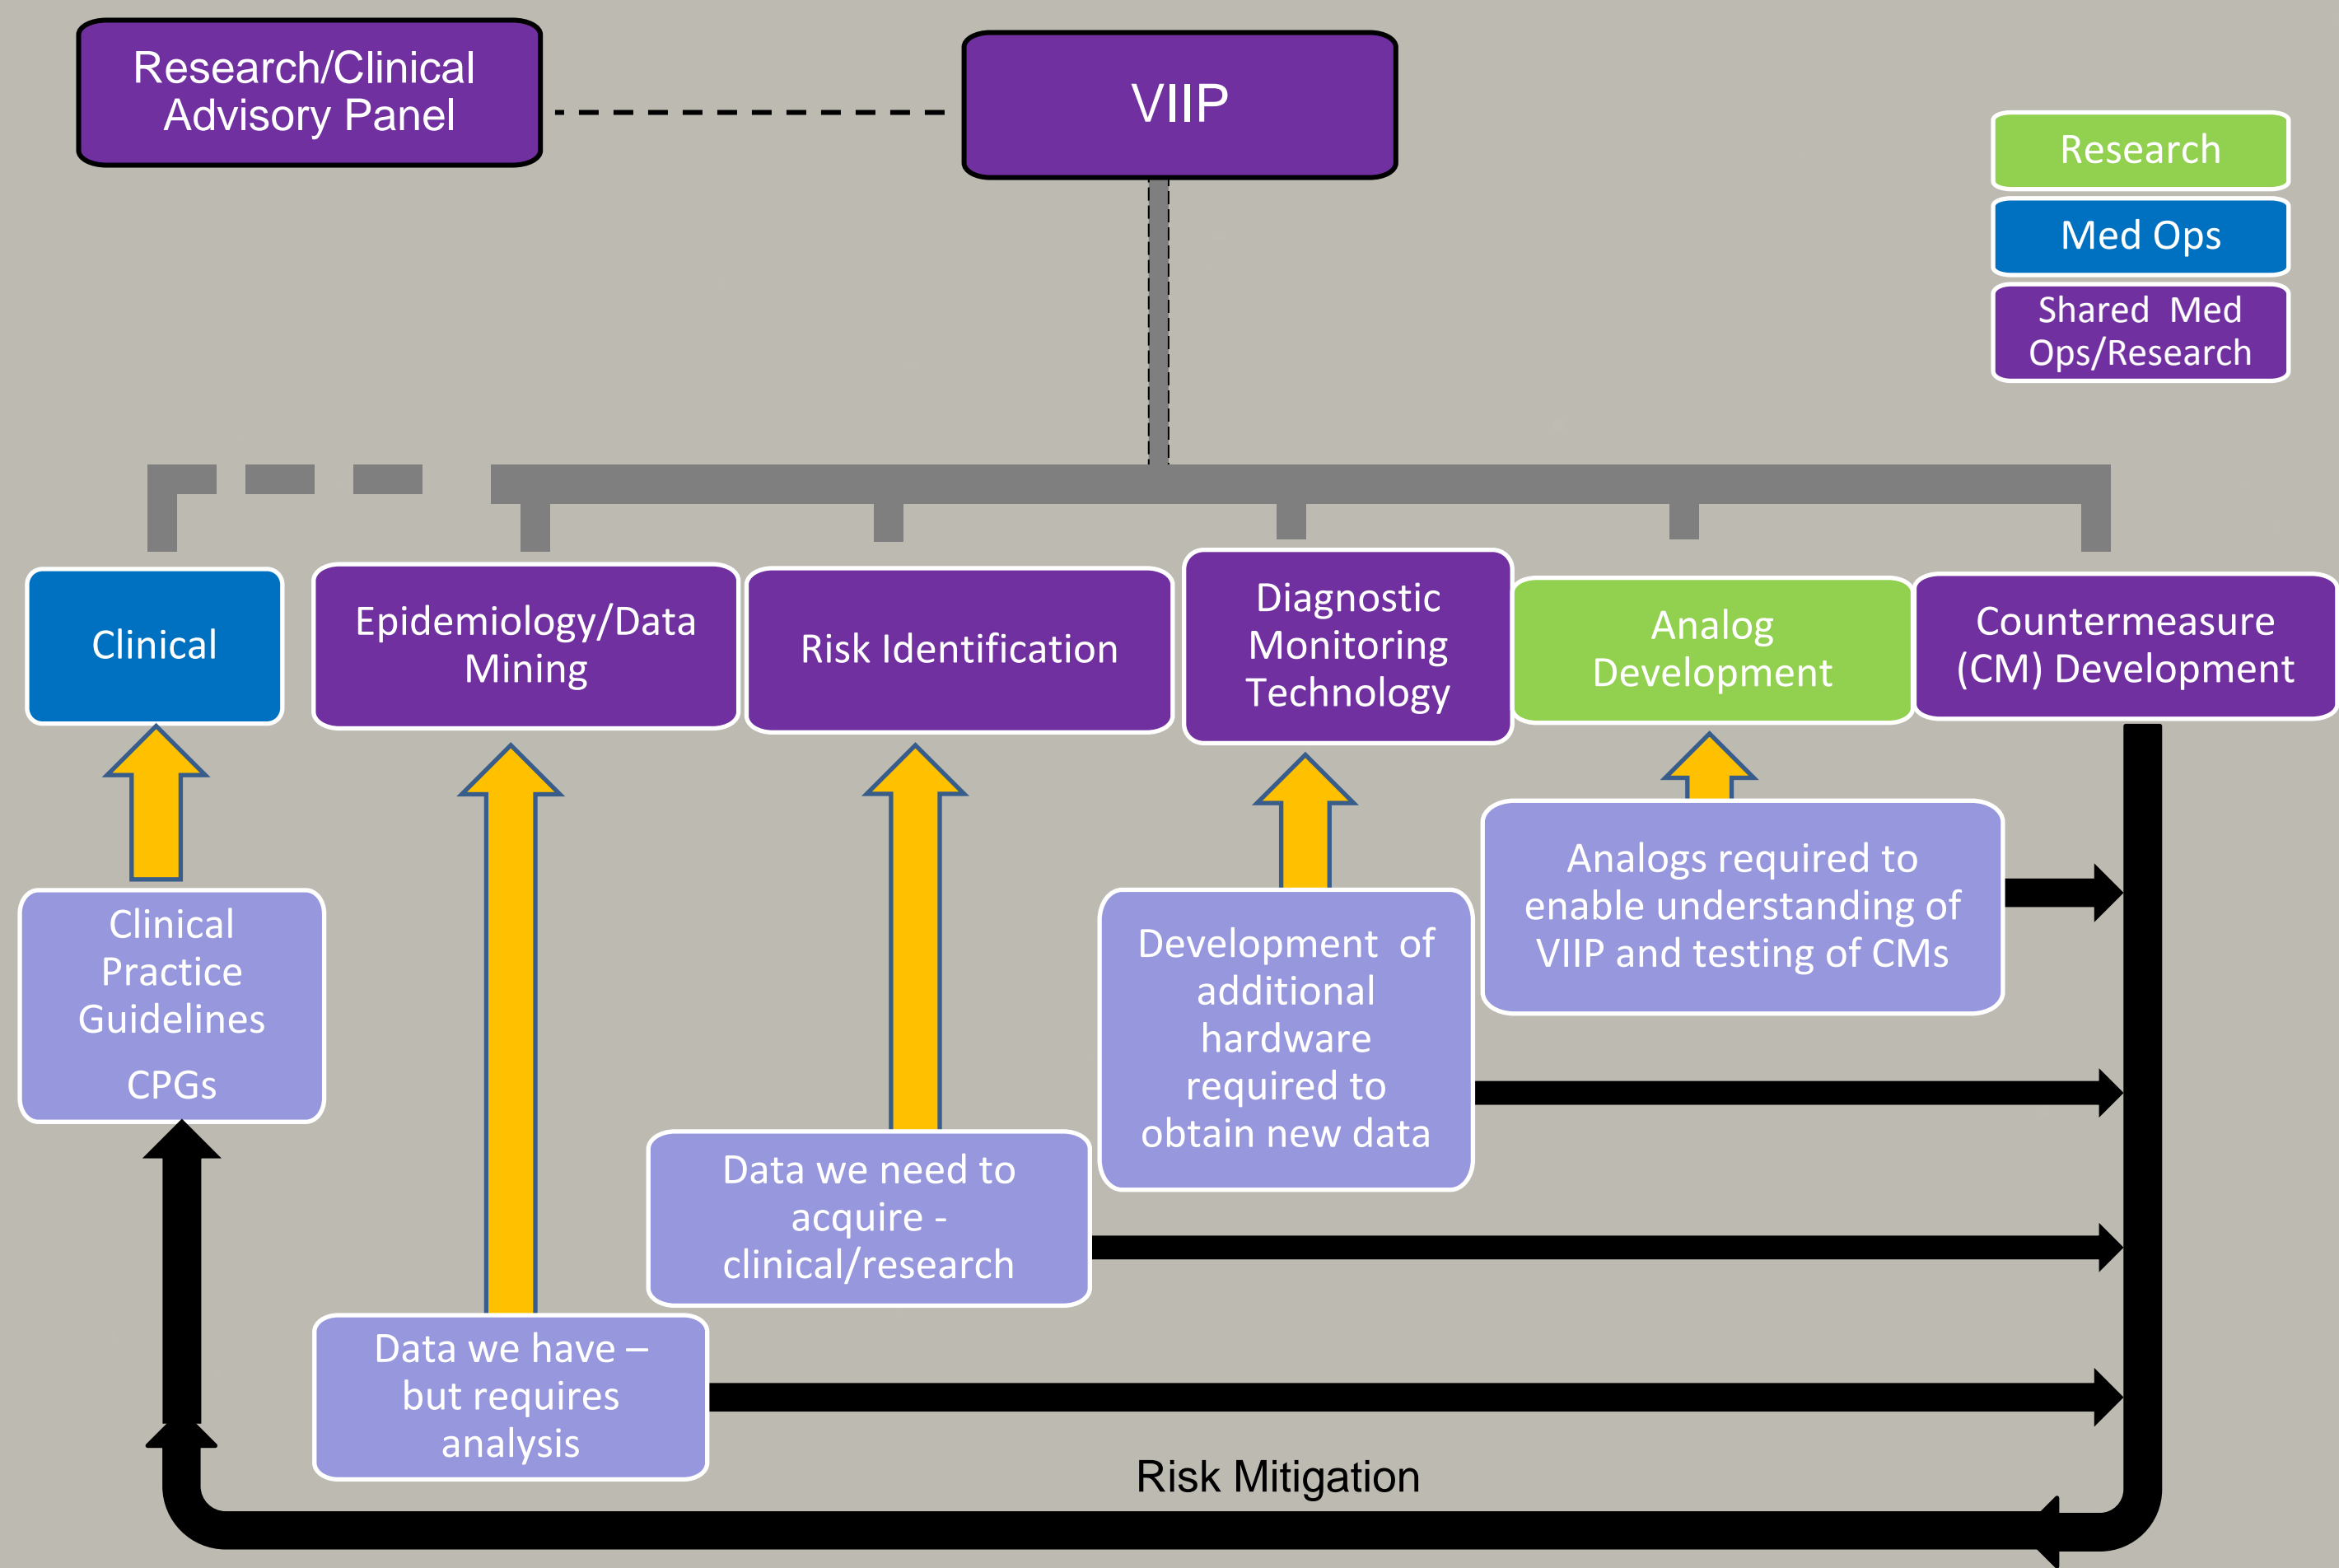 Research/Clinical
Advisory Panel
VIIP
Research
Med Ops
Shared  Med
Ops/Research
Clinical
Epidemiology/Data
Mining
Risk Identification
Diagnostic
Monitoring
Technology
Analog
Development
Countermeasure
(CM) Development
Clinical
Practice
Guidelines
CPGs
Data we have –
but requires
analysis
Data we need to
acquire -
clinical/research
Development  of
additional
hardware
required to
obtain new data
Analogs required to
enable understanding of
VIIP and testing of CMs
Risk Mitigation